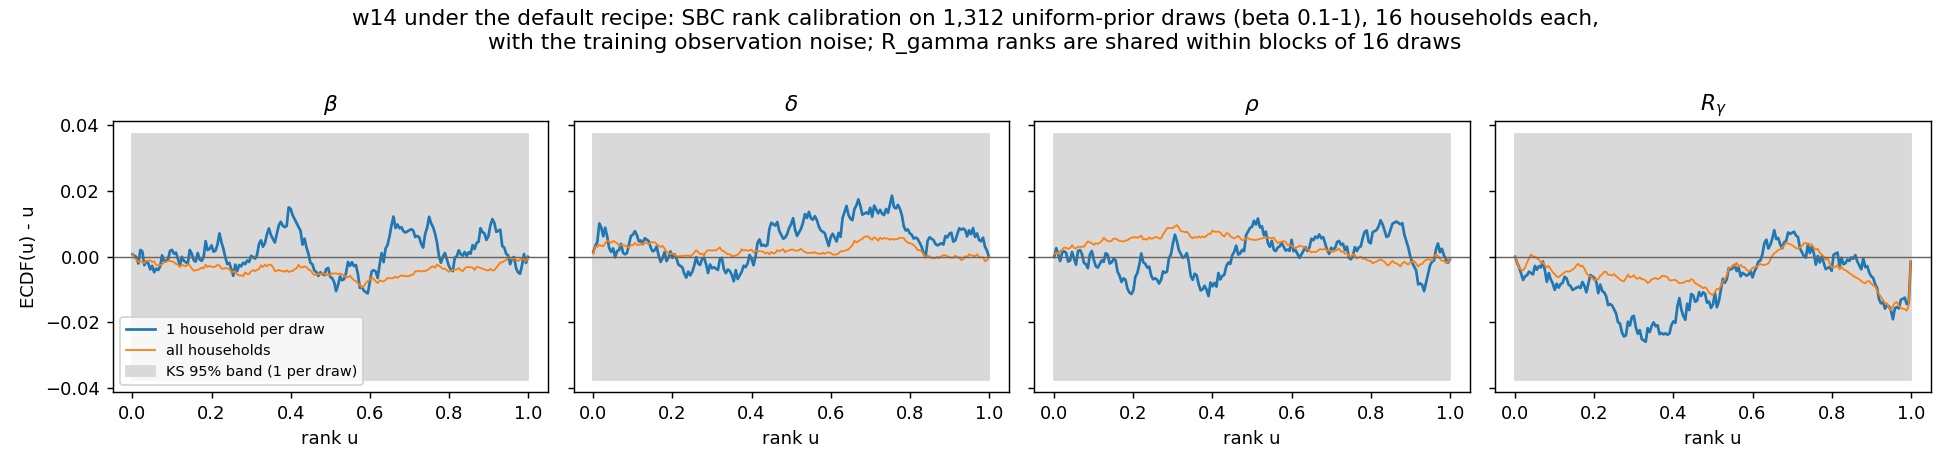 w14 under the default recipe: SBC rank calibration on 1,312 uniform-prior draws (beta 0.1-1), 16 households each,
with the training observation noise; R_gamma ranks are shared within blocks of 16 draws
β
δ
ρ
Rγ
ECDF(u) - u
0.04
0.02
0.00
−0.02
−0.04
1 household per draw
all households
KS 95% band (1 per draw)
0.0 0.2 0.4 0.6 0.8 1.0
0.0 0.2 0.4 0.6 0.8 1.0
0.0 0.2 0.4 0.6 0.8 1.0
0.0 0.2 0.4 0.6 0.8 1.0
rank u
rank u
rank u
rank u